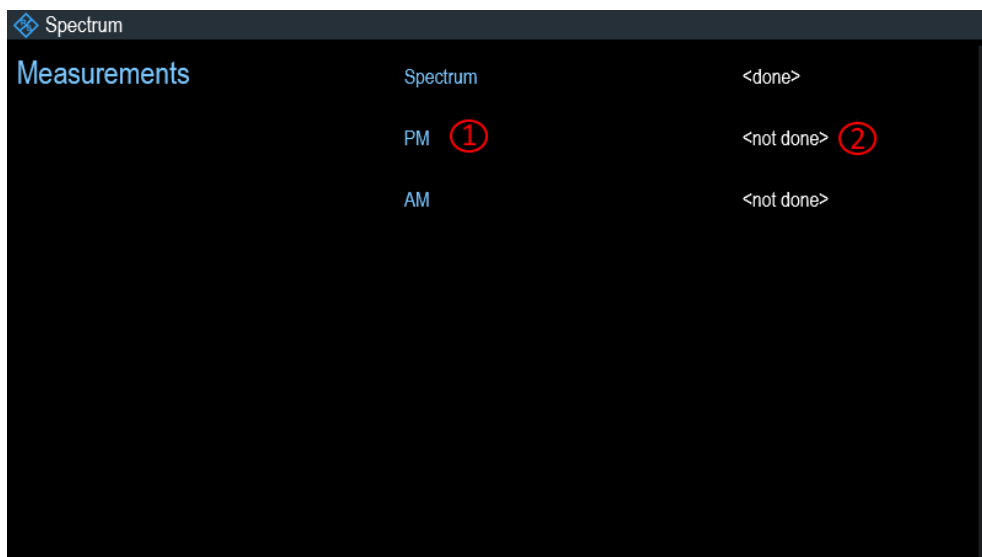 Spectrum
Measurements Spectrum <done>
PM ① <not done> ②
AM <not done>